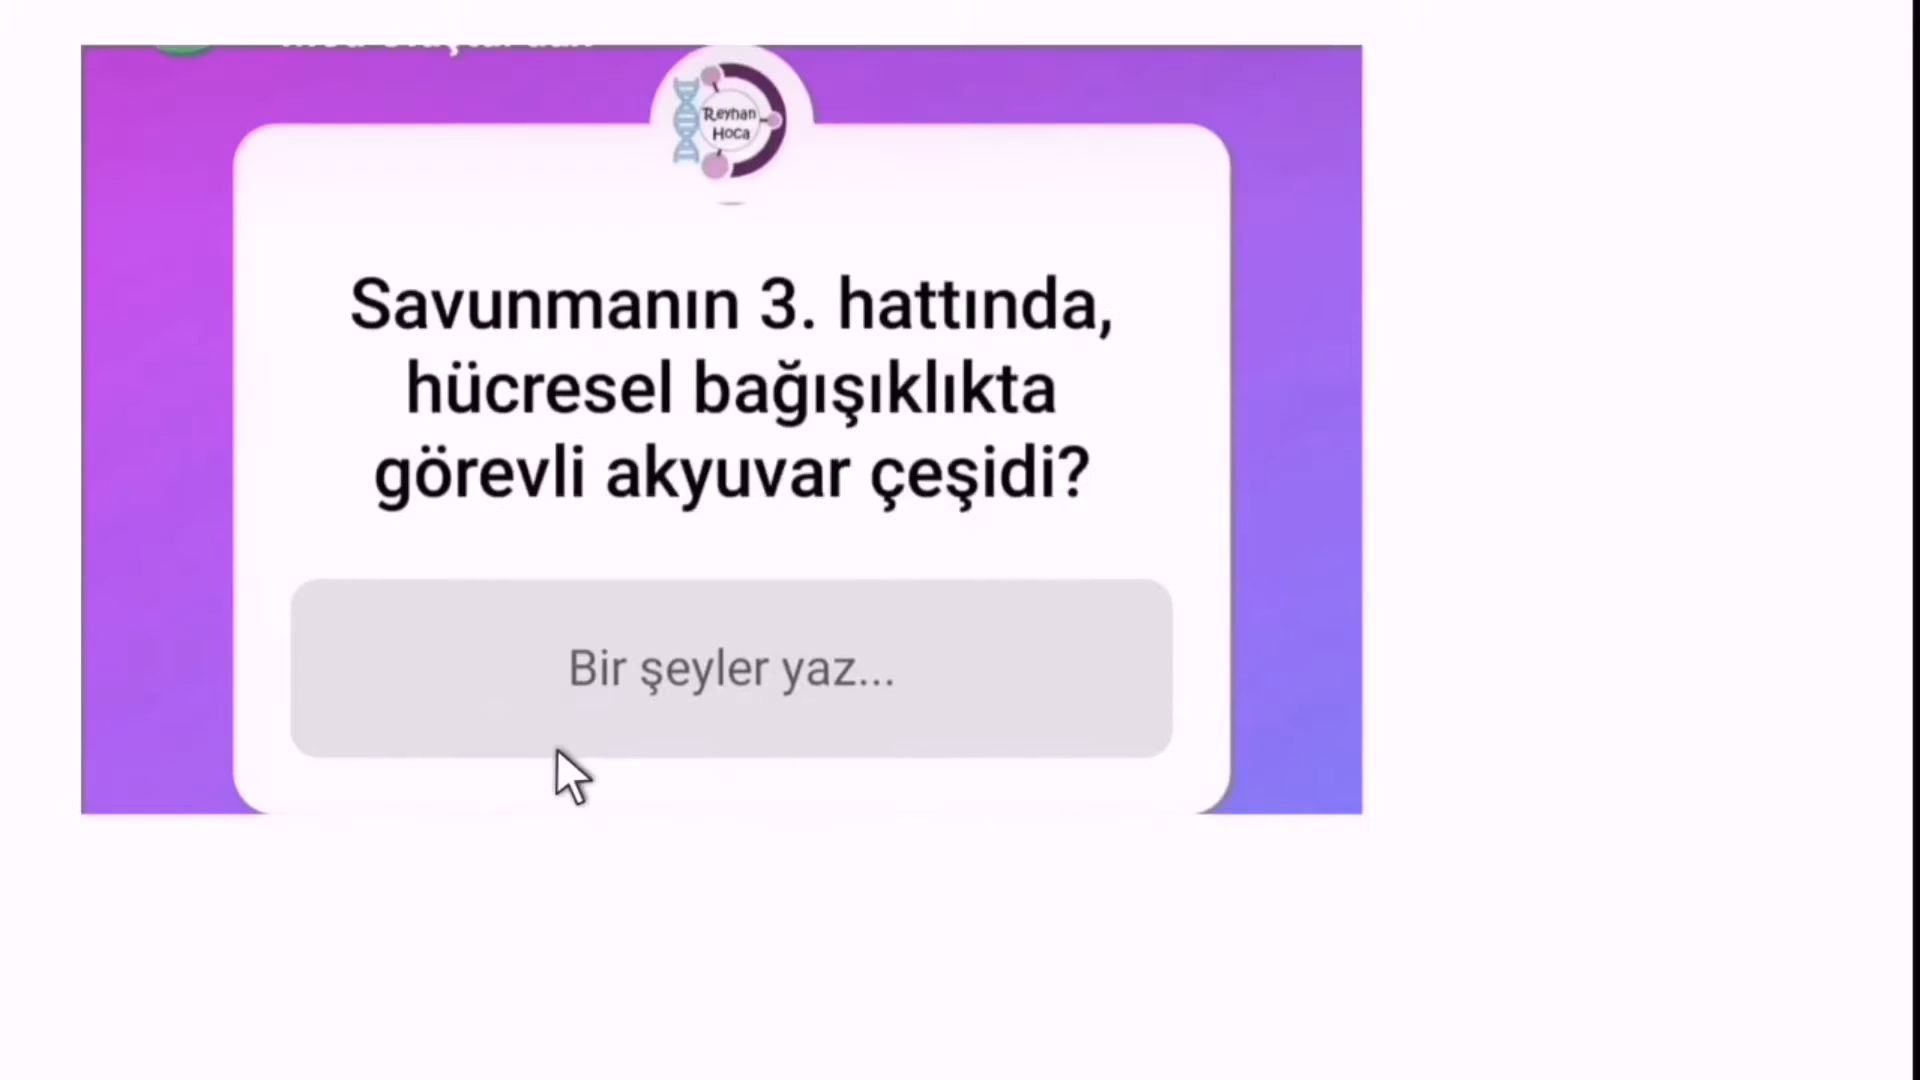 Reyhan
Hoca
Savunmanın 3. hattında,
hücresel bağışıklıkta
görevli akyuvar çeşidi?
Bir şeyler yaz...